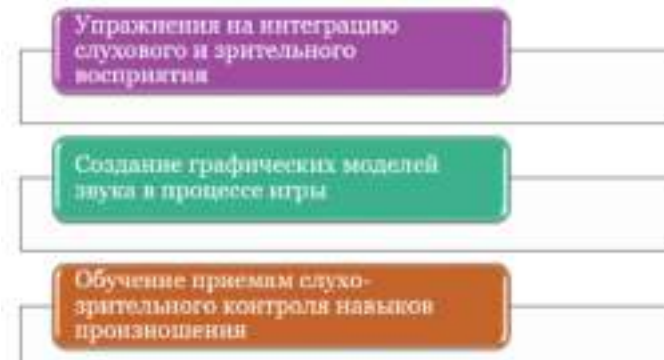 Упражнения на интеграцию
слухового и зрительного
восприятия
Создание графических моделей
звука в процессе игры
Обучение приемам слухо-
зрительного контроля навыков
произношения